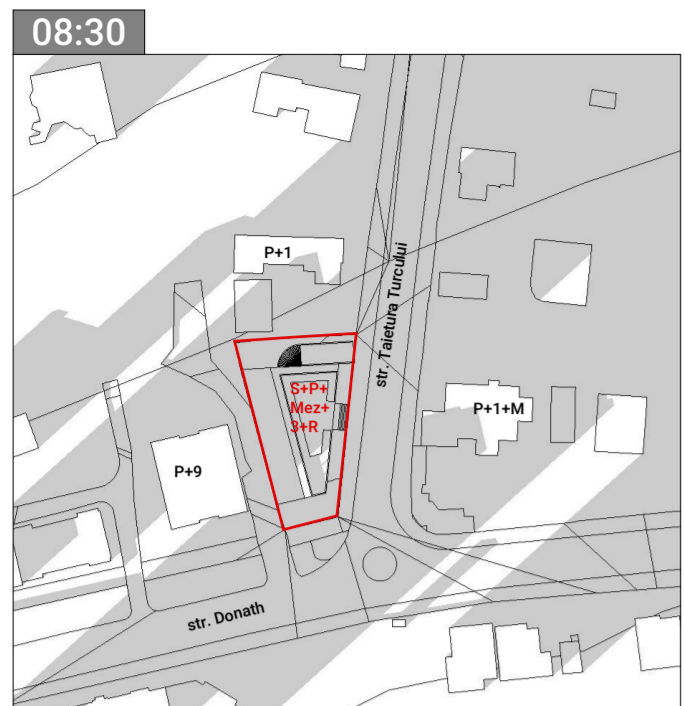 08:30
P+1
str. Taietura Turcului
S+P+
Mez+
3+R
P+1+M
P+9
str. Donath